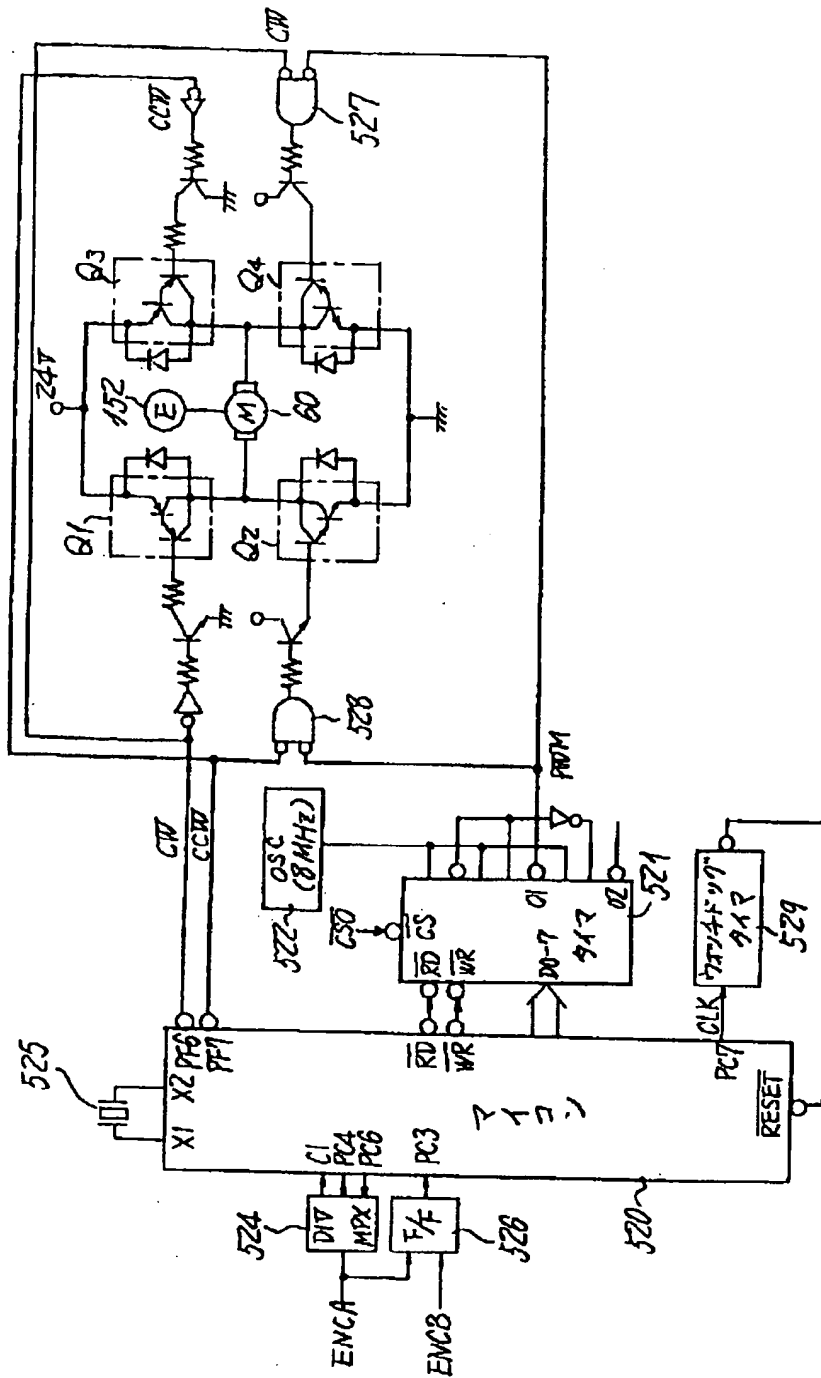 525
X1
X2
PF6
PF7
CW
CCW
24V
Q1
Q2
Q3
Q4
152
E
M
60
CCW
CW
527
528
OSC
(8MHz)
522
CS0
CS
RD
WR
RD
WR
D0-7
タイマ
O1
O2
521
PWM
524
DIV
MPX
C1
PC4
PC6
PC3
F/F
526
ENCA
ENCB
マイコン
520
PC7
CLK
RESET
ウォッチドッグ
タイマ
529